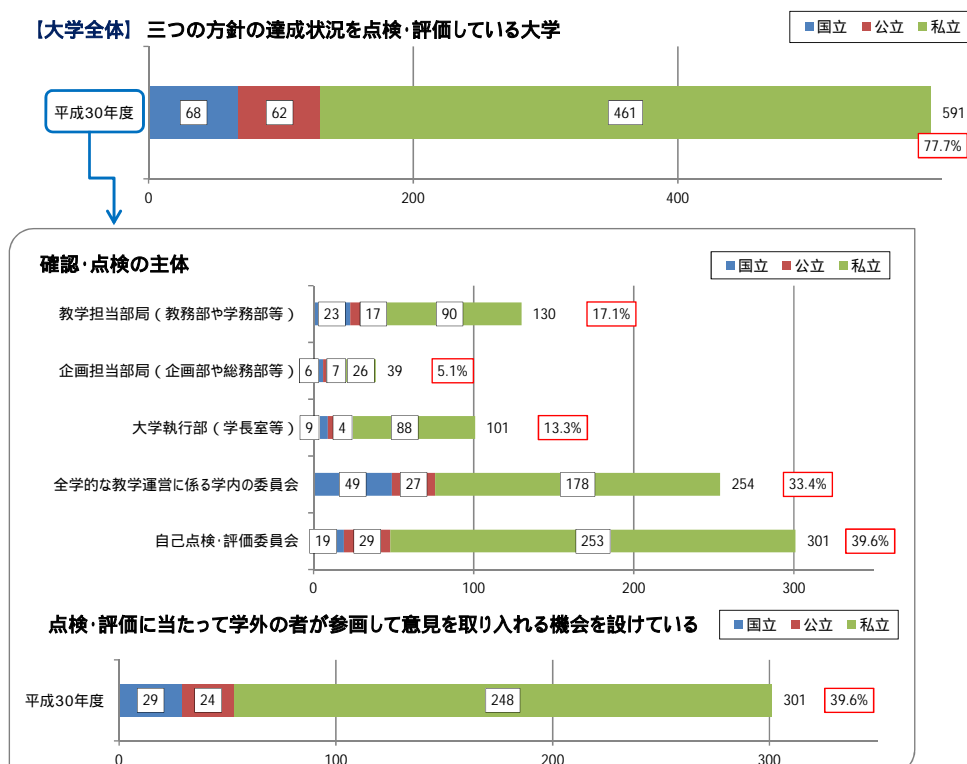 【大学全体】 三つの方針の達成状況を点検・評価している大学
国立 公立 私立
平成30年度 68 62 461 591
77.7%
0 200 400
確認・点検の主体
国立 公立 私立
教学担当部局（教務部や学務部等） 23 17 90 130 17.1%
企画担当部局（企画部や総務部等） 6 7 26 39 5.1%
大学執行部（学長室等） 9 4 88 101 13.3%
全学的な教学運営に係る学内の委員会 49 27 178 254 33.4%
自己点検・評価委員会 19 29 253 301 39.6%
0 100 200 300
点検・評価に当たって学外の者が参画して意見を取り入れる機会を設けている
国立 公立 私立
平成30年度 29 24 248 301 39.6%
0 100 200 300